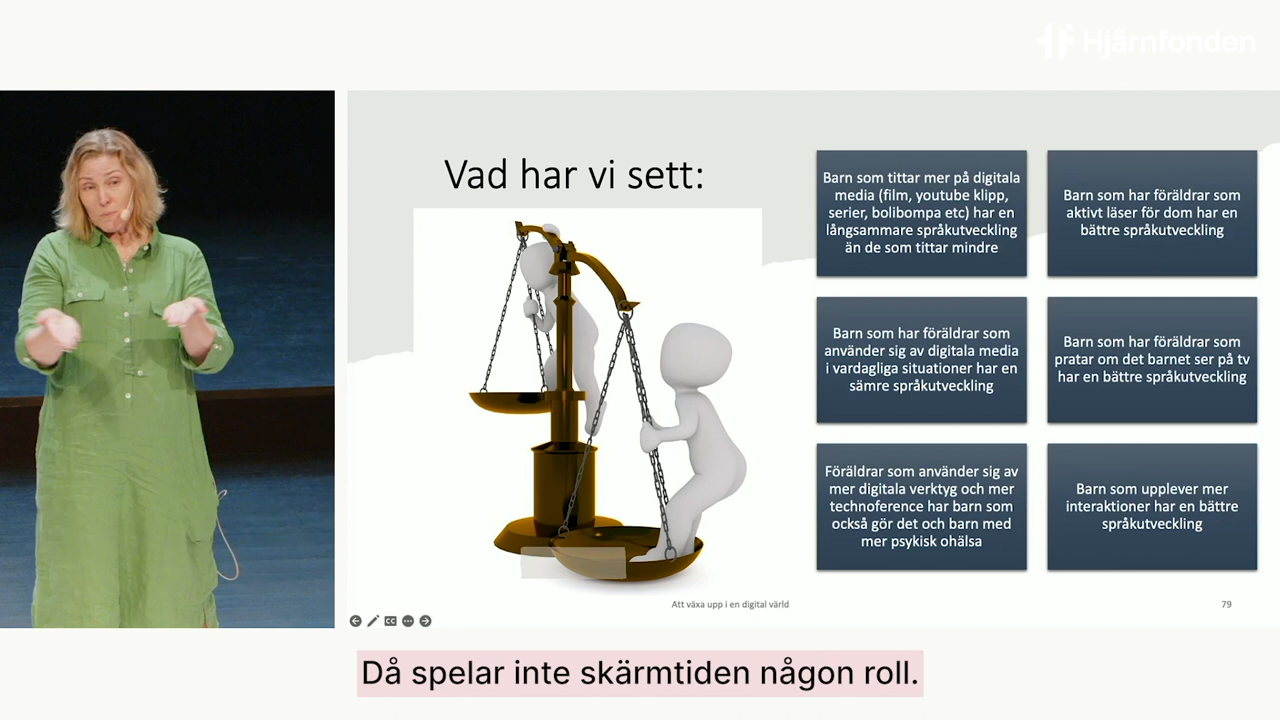 Hjärnfonden
Vad har vi sett:
Barn som tittar mer på digitala
media (film, youtube klipp,
serier, bolibompa etc) har en
långsammare språkutveckling
än de som tittar mindre
Barn som har föräldrar som
aktivt läser för dom har en
bättre språkutveckling
Barn som har föräldrar som
använder sig av digitala media
i vardagliga situationer har en
sämre språkutveckling
Barn som har föräldrar som
pratar om det barnet ser på tv
har en bättre språkutveckling
Föräldrar som använder sig av
mer digitala verktyg och mer
technoference har barn som
också gör det och barn med
mer psykisk ohälsa
Barn som upplever mer
interaktioner har en bättre
språkutveckling
Att växa upp i en digital värld
79
CC
Då spelar inte skärmtiden någon roll.